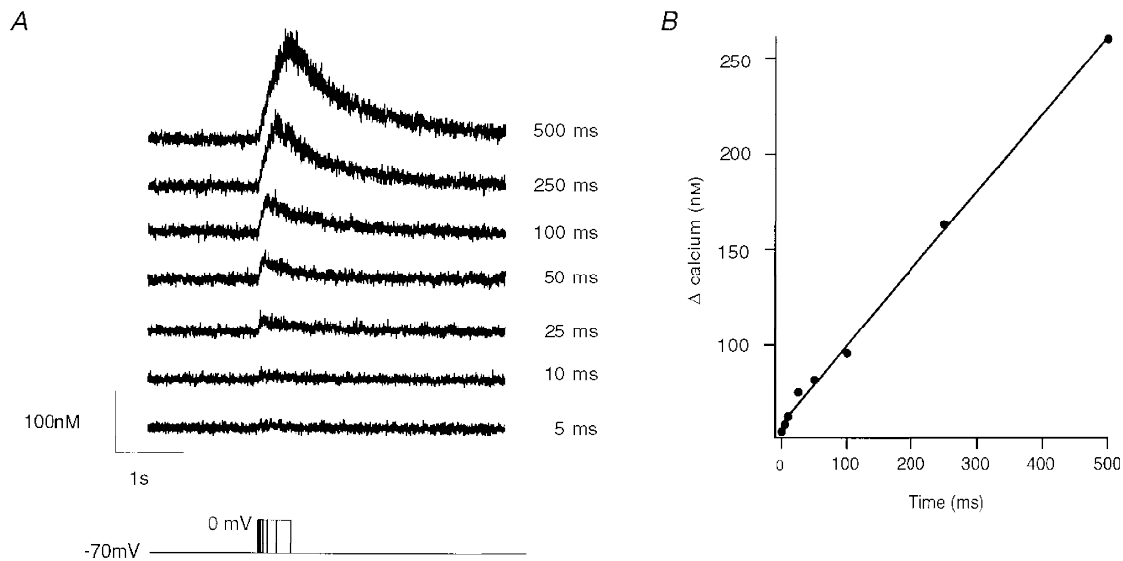 A
500 ms
250 ms
100 ms
50 ms
25 ms
10 ms
5 ms
100nM
1s
0 mV
-70mV
B
250
200
150
100
Δ calcium (nM)
0 100 200 300 400 500
Time (ms)